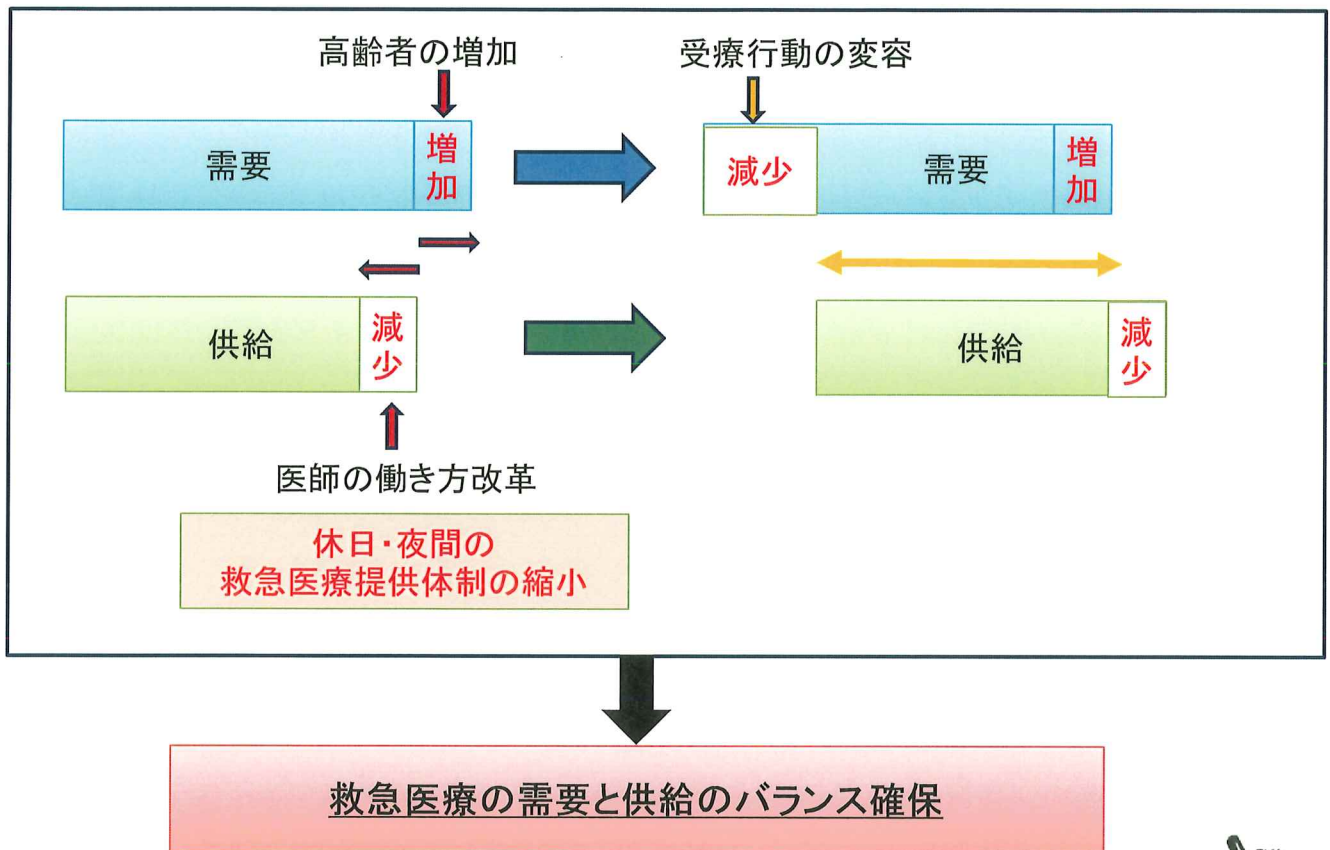 高齢者の増加
受療行動の変容
需要
増加
減少
需要
増加
供給
減少
供給
減少
医師の働き方改革
休日・夜間の
救急医療提供体制の縮小
救急医療の需要と供給のバランス確保